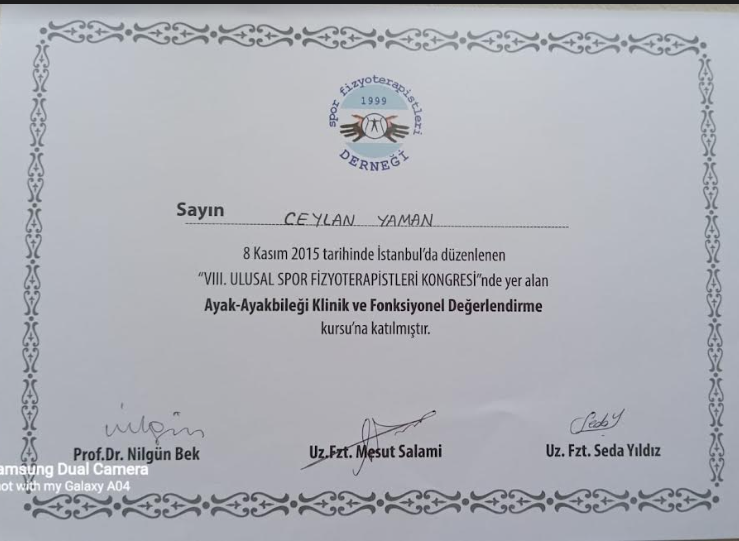 spor fizyoterapistleri
1999
DERNEĞİ
Sayın CEYLAN YAMAN
8 Kasım 2015 tarihinde İstanbul'da düzenlenen
"VIII. ULUSAL SPOR FİZYOTERAPİSTLERİ KONGRESİ"nde yer alan
Ayak-Ayakbileği Klinik ve Fonksiyonel Değerlendirme
kursu'na katılmıştır.
Prof.Dr. Nilgün Bek Uz.Fzt. Mesut Salami Uz. Fzt. Seda Yıldız
amsung Dual Camera
ot with my Galaxy A04